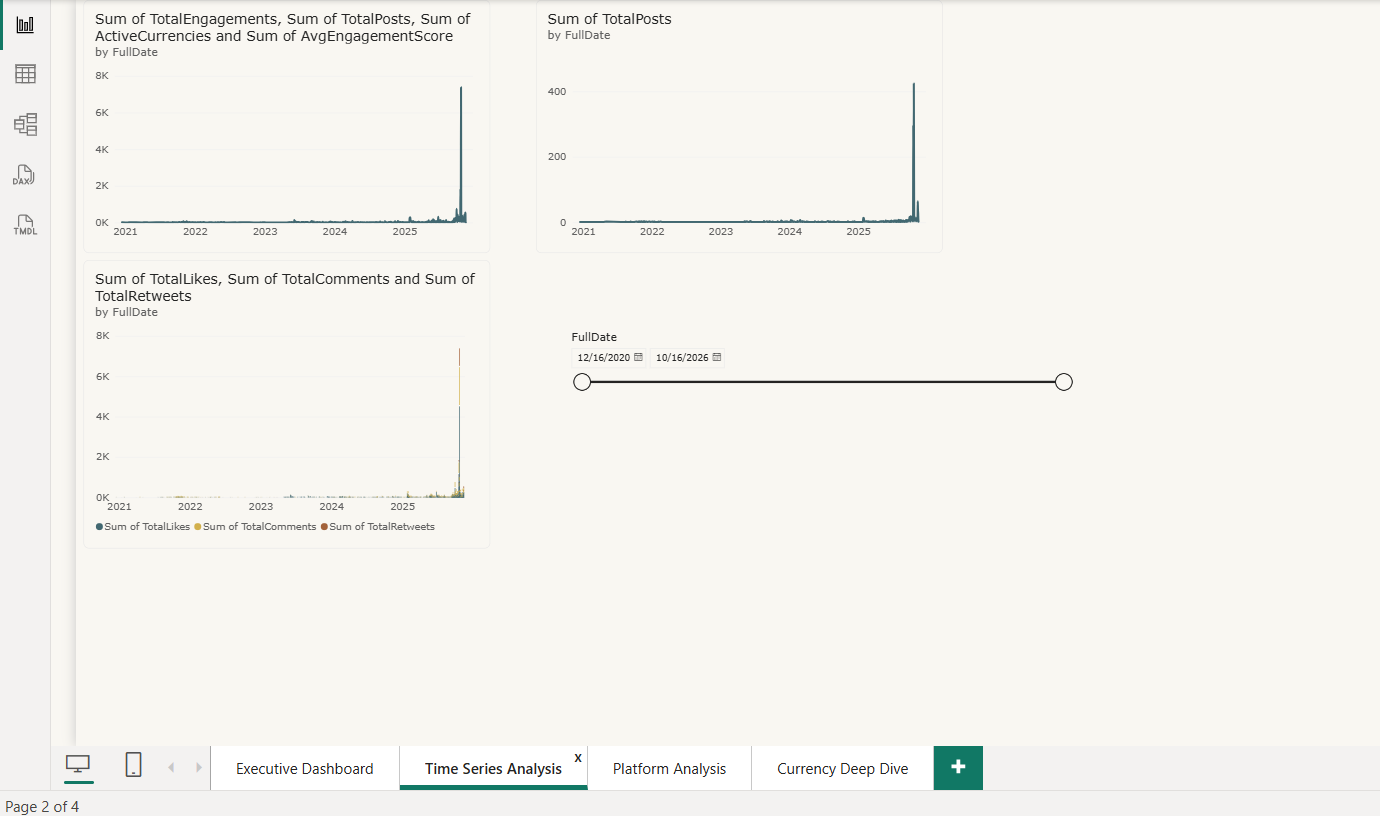 Sum of TotalEngagements, Sum of TotalPosts, Sum of
ActiveCurrencies and Sum of AvgEngagementScore
by FullDate
8K
6K
4K
2K
0K
2021 2022 2023 2024 2025
Sum of TotalPosts
by FullDate
400
200
0
2021 2022 2023 2024 2025
DAX
TMDL
Sum of TotalLikes, Sum of TotalComments and Sum of
TotalRetweets
by FullDate
8K
6K
4K
2K
0K
2021 2022 2023 2024 2025
Sum of TotalLikes Sum of TotalComments Sum of TotalRetweets
FullDate
12/16/2020 10/16/2026
Executive Dashboard Time Series Analysis x Platform Analysis Currency Deep Dive +
Page 2 of 4